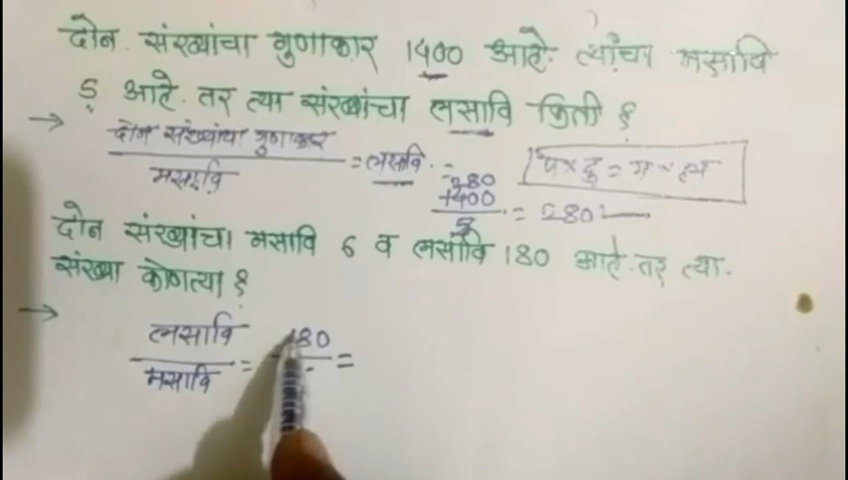 दोन संख्यांचा गुणाकार 1400 आहे. त्यांचा मसावि
5 आहे. तर त्या संख्यांचा लसावि किती ?
→ दोन संख्यांचा गुणाकार / मसावि = लसावि.
280
1400 / 5 = 280
प × दु = म × ल
दोन संख्यांचा मसावि 6 व लसावि 180 आहे. तर त्या.
संख्या कोणत्या ?
→ लसावि / मसावि = 180 =